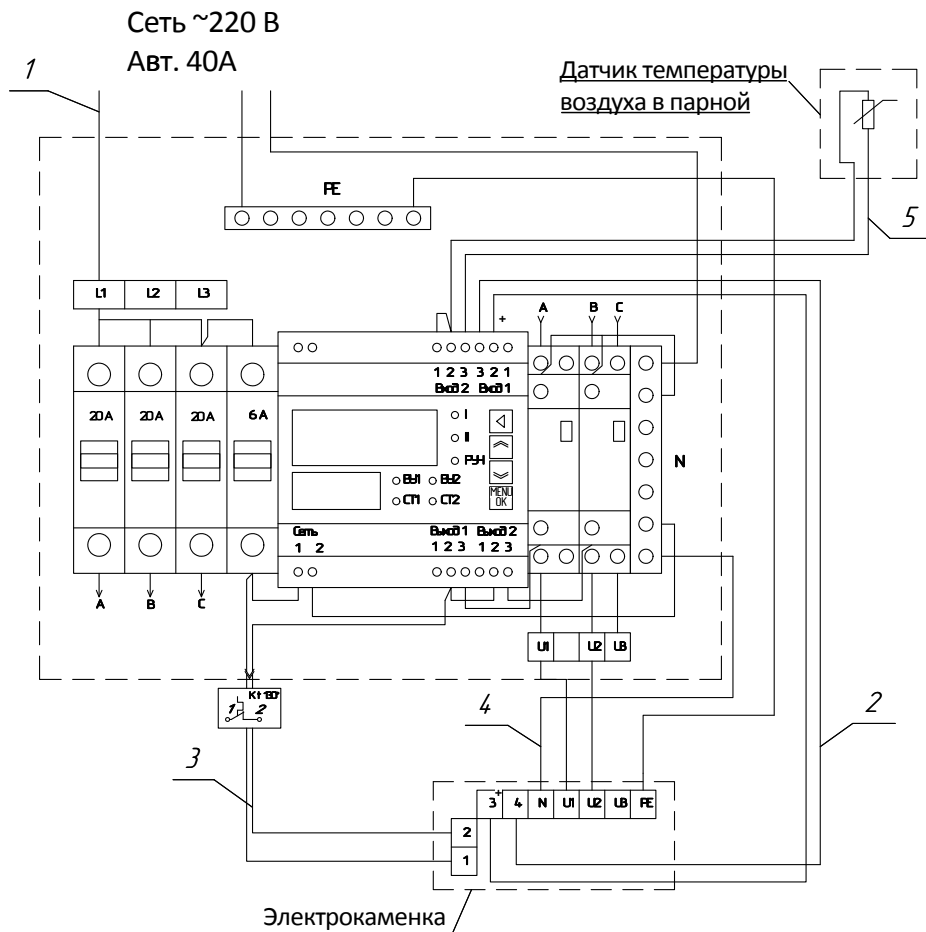 Сеть ~220 В
Авт. 40А
1
Датчик температуры
воздуха в парной
5
PE
L1 L2 L3
+ A B C
1 2 3 3 2 1
Вход 2 Вход 1
20А 20А 20А 6А
I
II
РУЧ
ВЫ1 ВЫ2
СТ1 СТ2
MENU
OK
N
Сеть Выход 1 Выход 2
1 2 1 2 3 1 2 3
A B C
U1 U2 U3
Kt 180°
1 2
4
2
3
+
3 4 N U1 U2 U3 PE
2
1
Электрокаменка